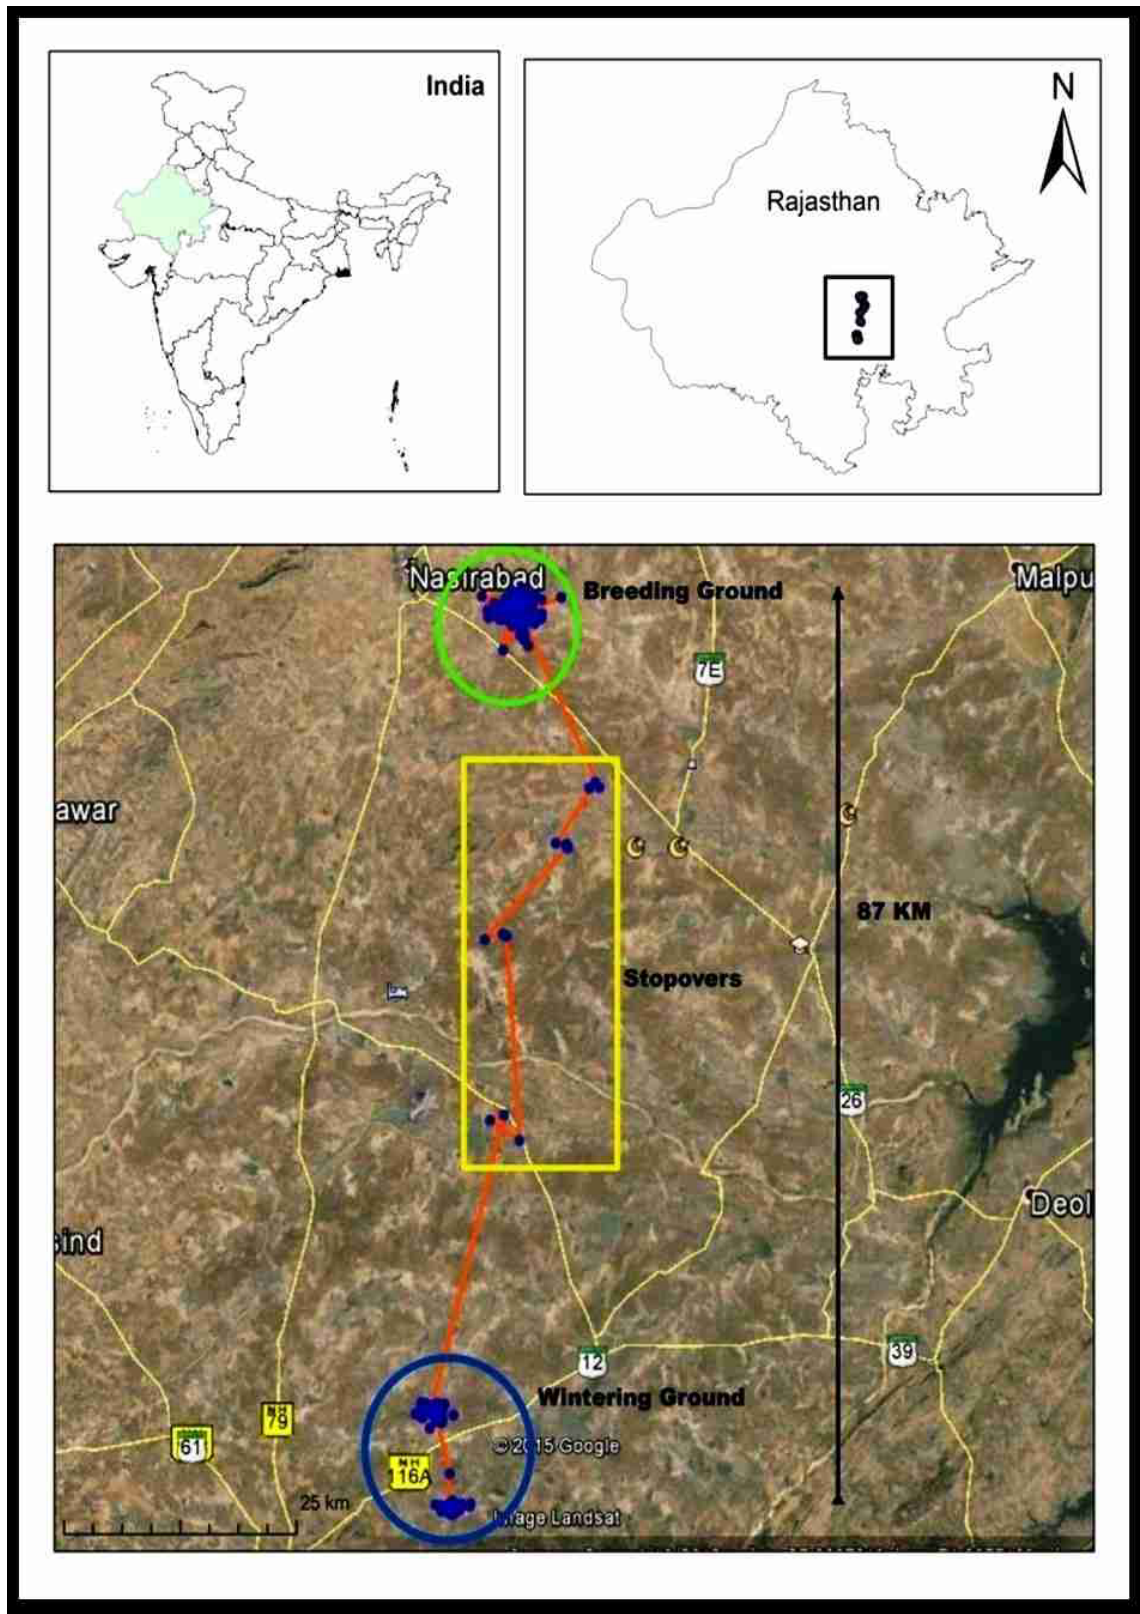 India
N
Rajasthan
Nasirabad
Breeding Ground
Malpu
7E
awar
87 KM
Stopovers
26
Deol
sind
12
39
Wintering Ground
NH
79
61
© 2015 Google
NH
116A
25 km
Image Landsat